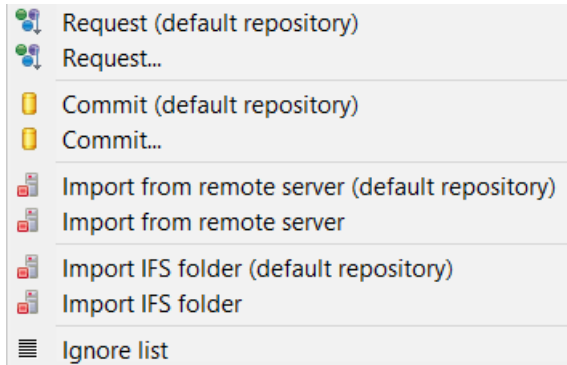 Request (default repository)
Request...
Commit (default repository)
Commit...
Import from remote server (default repository)
Import from remote server
Import IFS folder (default repository)
Import IFS folder
Ignore list